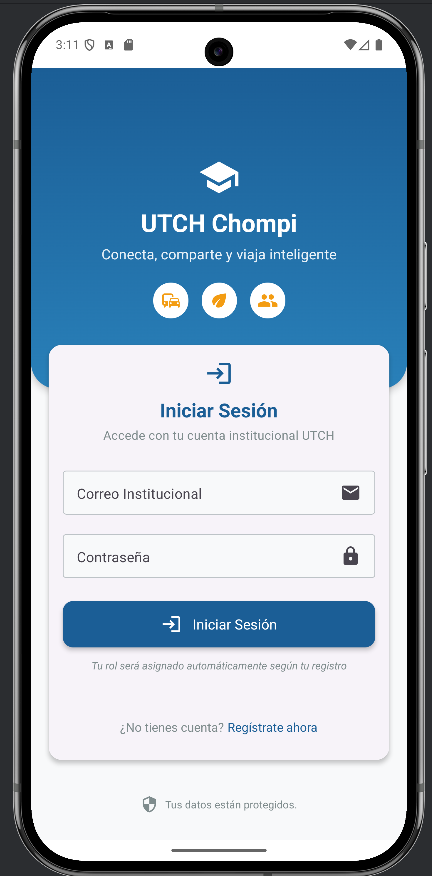 3:11
UTCH Chompi
Conecta, comparte y viaja inteligente
Iniciar Sesión
Accede con tu cuenta institucional UTCH
Correo Institucional
Contraseña
Iniciar Sesión
Tu rol será asignado automáticamente según tu registro
¿No tienes cuenta? Regístrate ahora
Tus datos están protegidos.